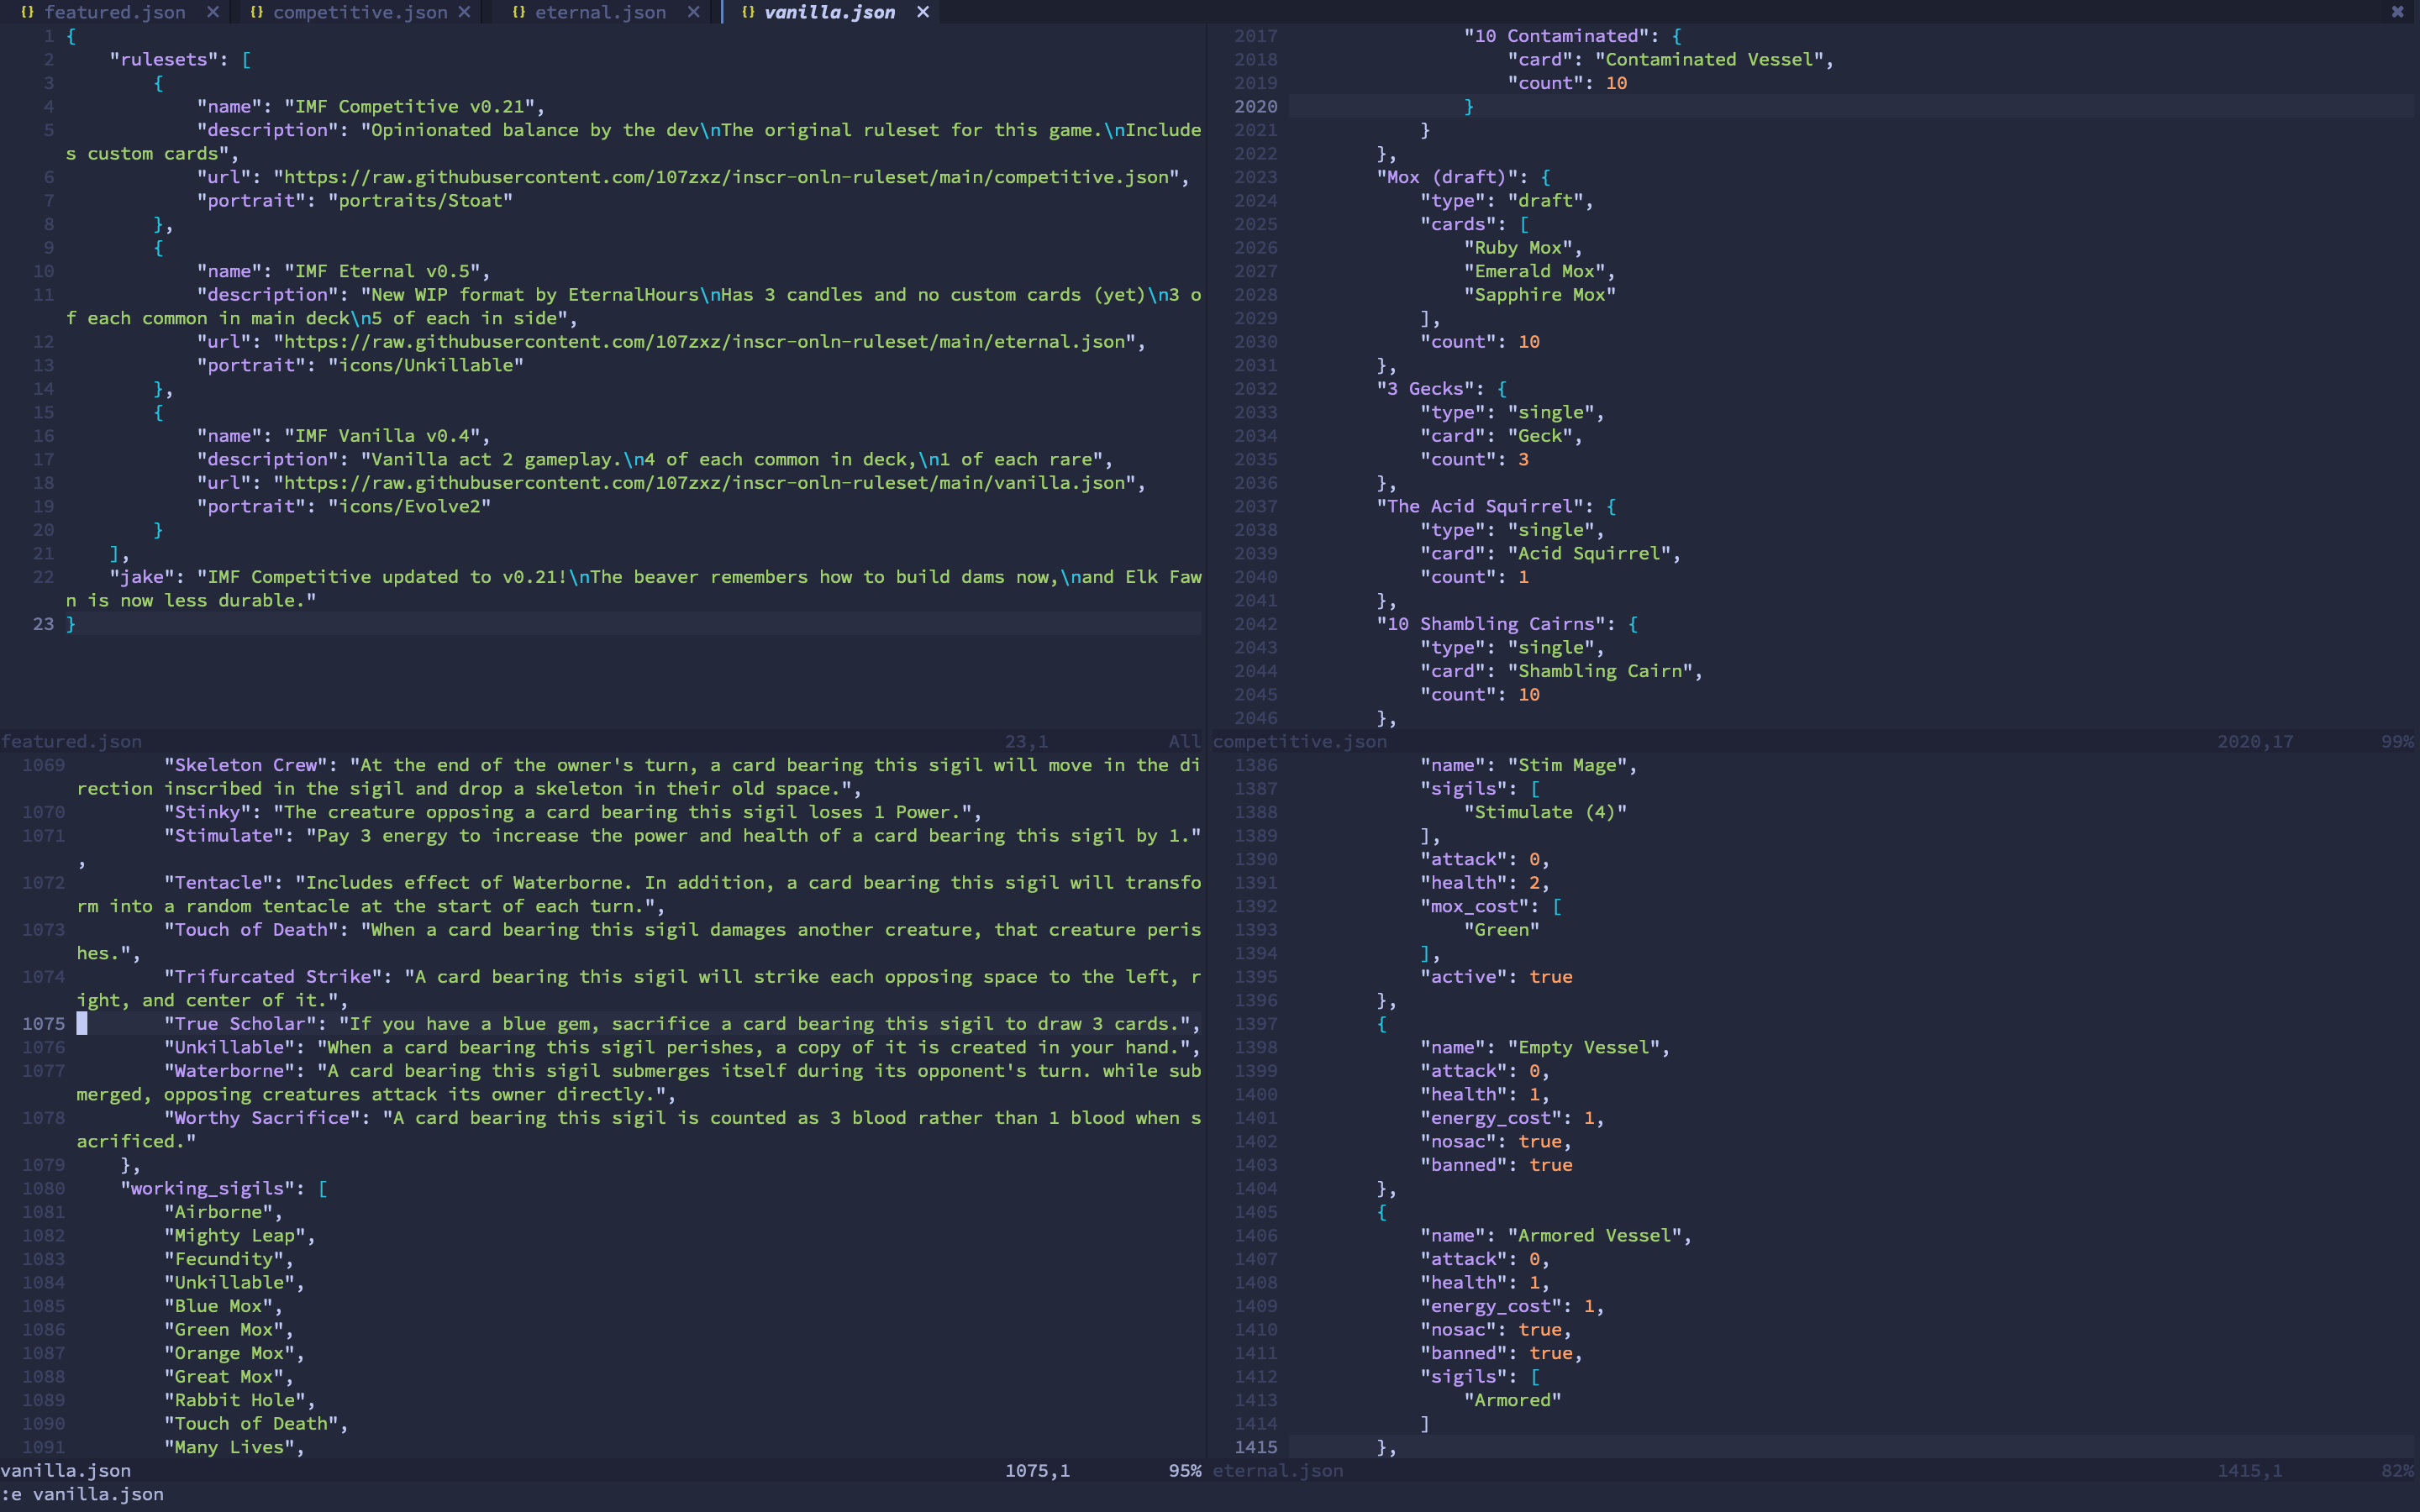 {} featured.json ✕ {} competitive.json ✕ {} eternal.json ✕ {} vanilla.json ✕ ✖
1 {
2     "rulesets": [
3         {
4             "name": "IMF Competitive v0.21",
5             "description": "Opinionated balance by the dev\nThe original ruleset for this game.\nInclude
s custom cards",
6             "url": "https://raw.githubusercontent.com/107zxz/inscr-onln-ruleset/main/competitive.json",
7             "portrait": "portraits/Stoat"
8         },
9         {
10             "name": "IMF Eternal v0.5",
11             "description": "New WIP format by EternalHours\nHas 3 candles and no custom cards (yet)\n3 o
f each common in main deck\n5 of each in side",
12             "url": "https://raw.githubusercontent.com/107zxz/inscr-onln-ruleset/main/eternal.json",
13             "portrait": "icons/Unkillable"
14         },
15         {
16             "name": "IMF Vanilla v0.4",
17             "description": "Vanilla act 2 gameplay.\n4 of each common in deck,\n1 of each rare",
18             "url": "https://raw.githubusercontent.com/107zxz/inscr-onln-ruleset/main/vanilla.json",
19             "portrait": "icons/Evolve2"
20         }
21     ],
22     "jake": "IMF Competitive updated to v0.21!\nThe beaver remembers how to build dams now,\nand Elk Faw
n is now less durable."
23 }
featured.json 23,1 All
2017                 "10 Contaminated": {
2018                     "card": "Contaminated Vessel",
2019                     "count": 10
2020                 }
2021             }
2022         },
2023         "Mox (draft)": {
2024             "type": "draft",
2025             "cards": [
2026                 "Ruby Mox",
2027                 "Emerald Mox",
2028                 "Sapphire Mox"
2029             ],
2030             "count": 10
2031         },
2032         "3 Gecks": {
2033             "type": "single",
2034             "card": "Geck",
2035             "count": 3
2036         },
2037         "The Acid Squirrel": {
2038             "type": "single",
2039             "card": "Acid Squirrel",
2040             "count": 1
2041         },
2042         "10 Shambling Cairns": {
2043             "type": "single",
2044             "card": "Shambling Cairn",
2045             "count": 10
2046         },
competitive.json 2020,17 99%
1069         "Skeleton Crew": "At the end of the owner's turn, a card bearing this sigil will move in the di
rection inscribed in the sigil and drop a skeleton in their old space.",
1070         "Stinky": "The creature opposing a card bearing this sigil loses 1 Power.",
1071         "Stimulate": "Pay 3 energy to increase the power and health of a card bearing this sigil by 1."
,
1072         "Tentacle": "Includes effect of Waterborne. In addition, a card bearing this sigil will transfo
rm into a random tentacle at the start of each turn.",
1073         "Touch of Death": "When a card bearing this sigil damages another creature, that creature peris
hes.",
1074         "Trifurcated Strike": "A card bearing this sigil will strike each opposing space to the left, r
ight, and center of it.",
1075         "True Scholar": "If you have a blue gem, sacrifice a card bearing this sigil to draw 3 cards.",
1076         "Unkillable": "When a card bearing this sigil perishes, a copy of it is created in your hand.",
1077         "Waterborne": "A card bearing this sigil submerges itself during its opponent's turn. while sub
merged, opposing creatures attack its owner directly.",
1078         "Worthy Sacrifice": "A card bearing this sigil is counted as 3 blood rather than 1 blood when s
acrificed."
1079     },
1080     "working_sigils": [
1081         "Airborne",
1082         "Mighty Leap",
1083         "Fecundity",
1084         "Unkillable",
1085         "Blue Mox",
1086         "Green Mox",
1087         "Orange Mox",
1088         "Great Mox",
1089         "Rabbit Hole",
1090         "Touch of Death",
1091         "Many Lives",
vanilla.json 1075,1 95%
1386             "name": "Stim Mage",
1387             "sigils": [
1388                 "Stimulate (4)"
1389             ],
1390             "attack": 0,
1391             "health": 2,
1392             "mox_cost": [
1393                 "Green"
1394             ],
1395             "active": true
1396         },
1397         {
1398             "name": "Empty Vessel",
1399             "attack": 0,
1400             "health": 1,
1401             "energy_cost": 1,
1402             "nosac": true,
1403             "banned": true
1404         },
1405         {
1406             "name": "Armored Vessel",
1407             "attack": 0,
1408             "health": 1,
1409             "energy_cost": 1,
1410             "nosac": true,
1411             "banned": true,
1412             "sigils": [
1413                 "Armored"
1414             ]
1415         },
eternal.json 1415,1 82%
:e vanilla.json